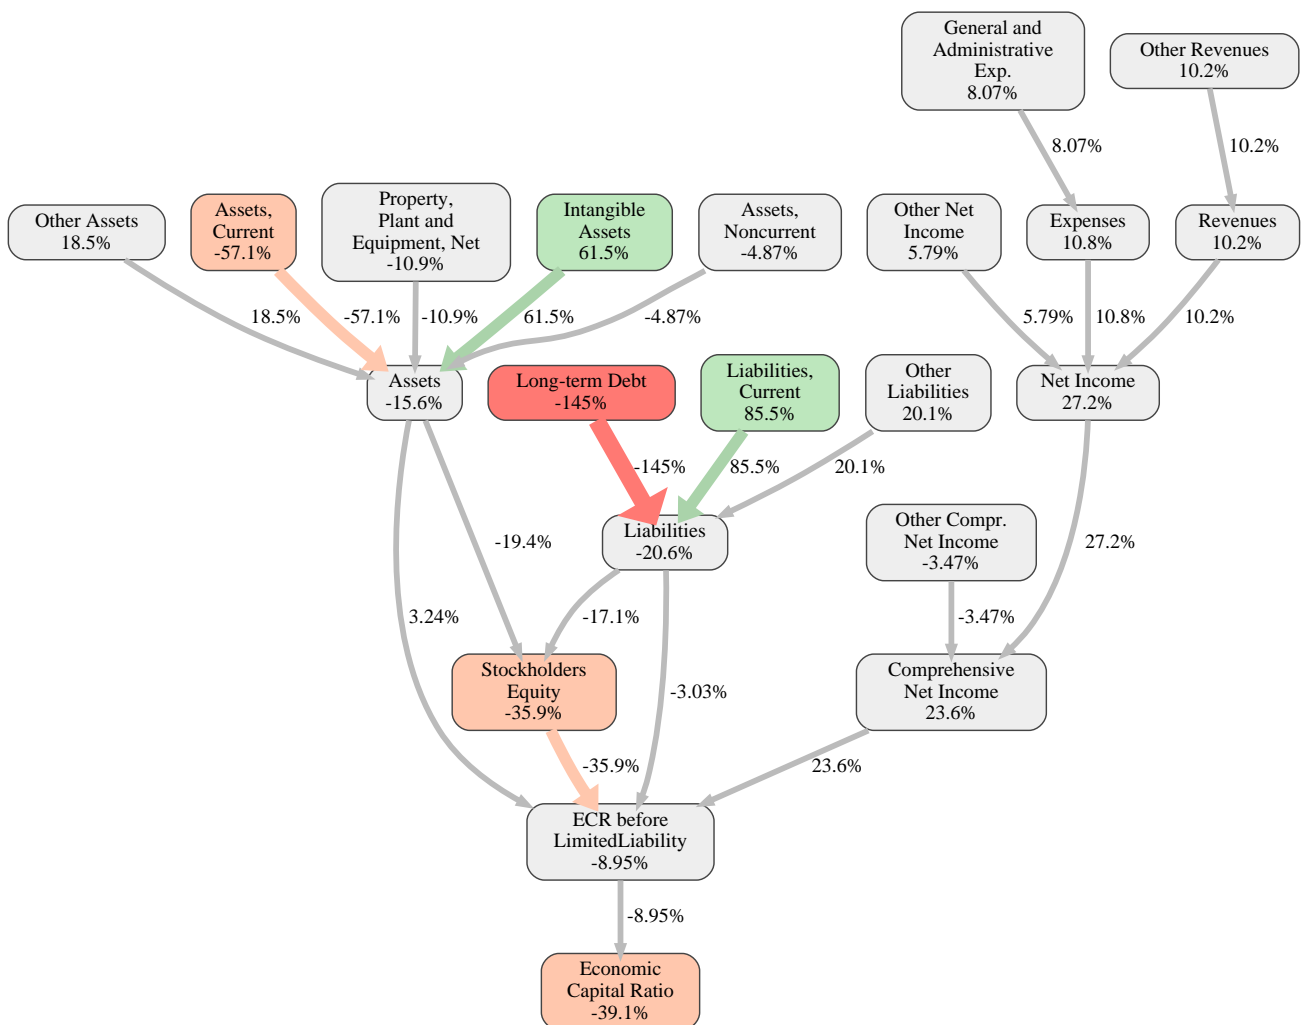 General and
Administrative
Exp.
8.07%
Other Revenues
10.2%
8.07%
10.2%
Other Assets
18.5%
Assets,
Current
-57.1%
Property,
Plant and
Equipment, Net
-10.9%
Intangible
Assets
61.5%
Assets,
Noncurrent
-4.87%
Other Net
Income
5.79%
Expenses
10.8%
Revenues
10.2%
18.5%
-57.1%
-10.9%
61.5%
-4.87%
5.79%
10.8%
10.2%
Assets
-15.6%
Long-term Debt
-145%
Liabilities,
Current
85.5%
Other
Liabilities
20.1%
Net Income
27.2%
-145%
85.5%
20.1%
Liabilities
-20.6%
Other Compr.
Net Income
-3.47%
-19.4%
27.2%
3.24%
-17.1%
-3.47%
Stockholders
Equity
-35.9%
-3.03%
Comprehensive
Net Income
23.6%
-35.9%
23.6%
ECR before
LimitedLiability
-8.95%
-8.95%
Economic
Capital Ratio
-39.1%